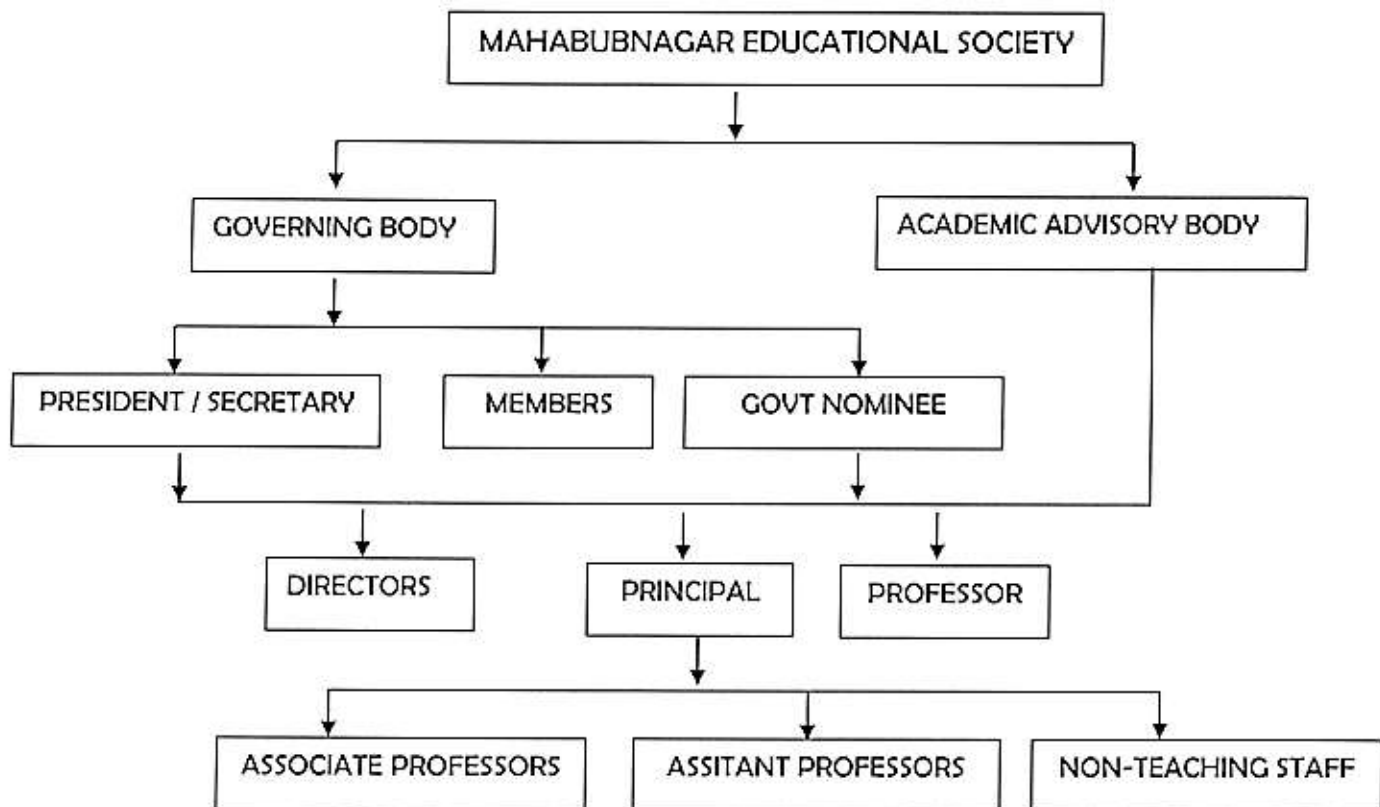 MAHABUBNAGAR EDUCATIONAL SOCIETY
GOVERNING BODY
ACADEMIC ADVISORY BODY
PRESIDENT / SECRETARY
MEMBERS
GOVT NOMINEE
DIRECTORS
PRINCIPAL
PROFESSOR
ASSOCIATE PROFESSORS
ASSITANT PROFESSORS
NON-TEACHING STAFF